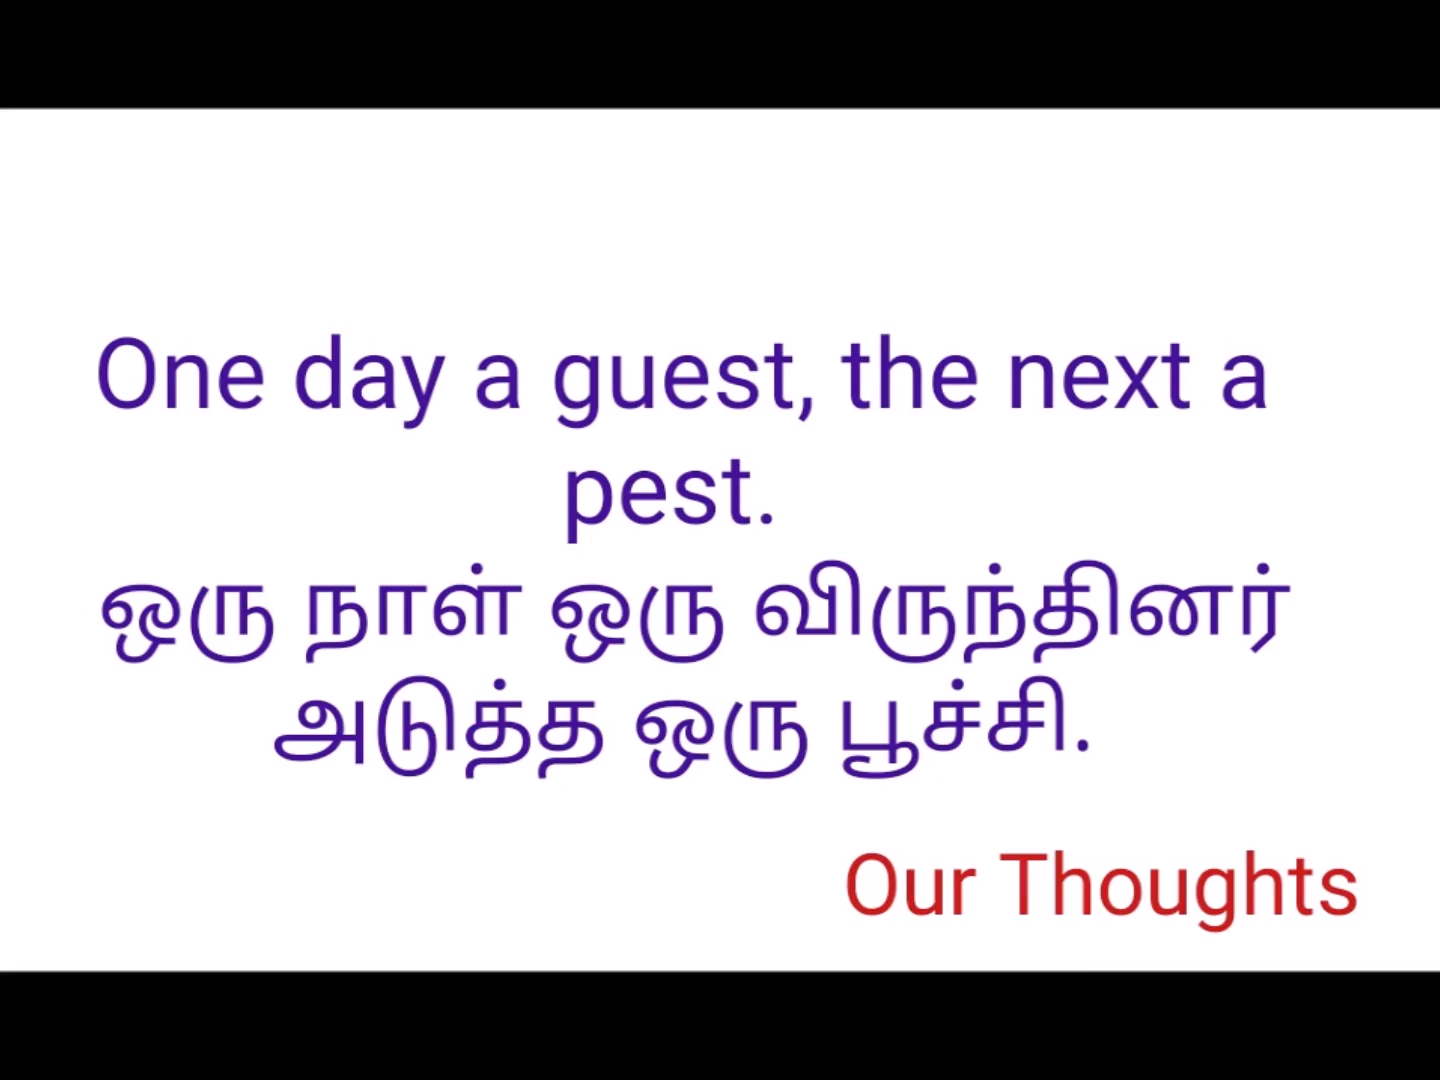 One day a guest, the next a
pest.
ஒரு நாள் ஒரு விருந்தினர்
அடுத்த ஒரு பூச்சி.
Our Thoughts